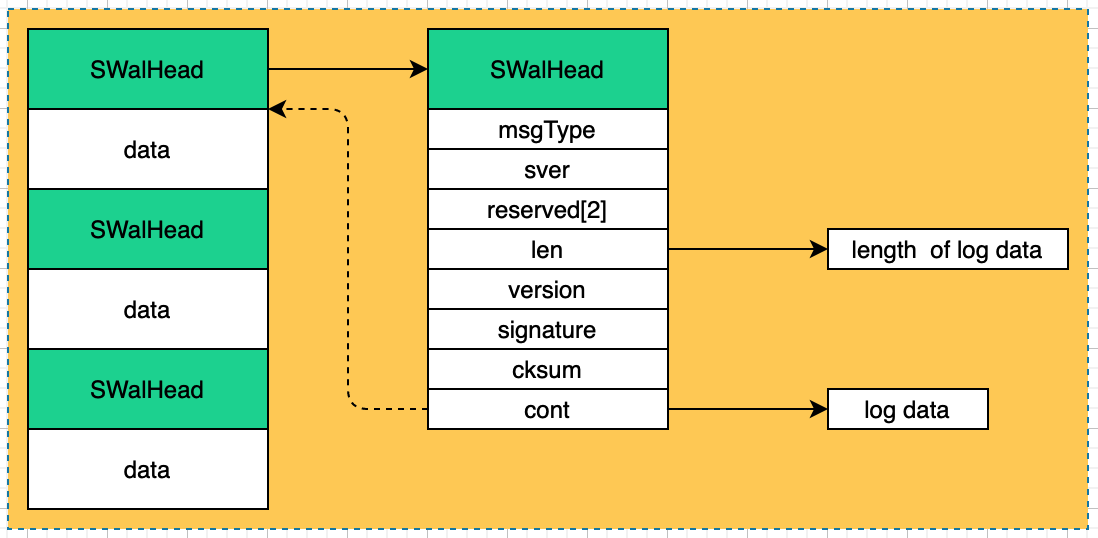 SWalHead
data
SWalHead
data
SWalHead
data
SWalHead
msgType
sver
reserved[2]
len
version
signature
cksum
cont
length of log data
log data